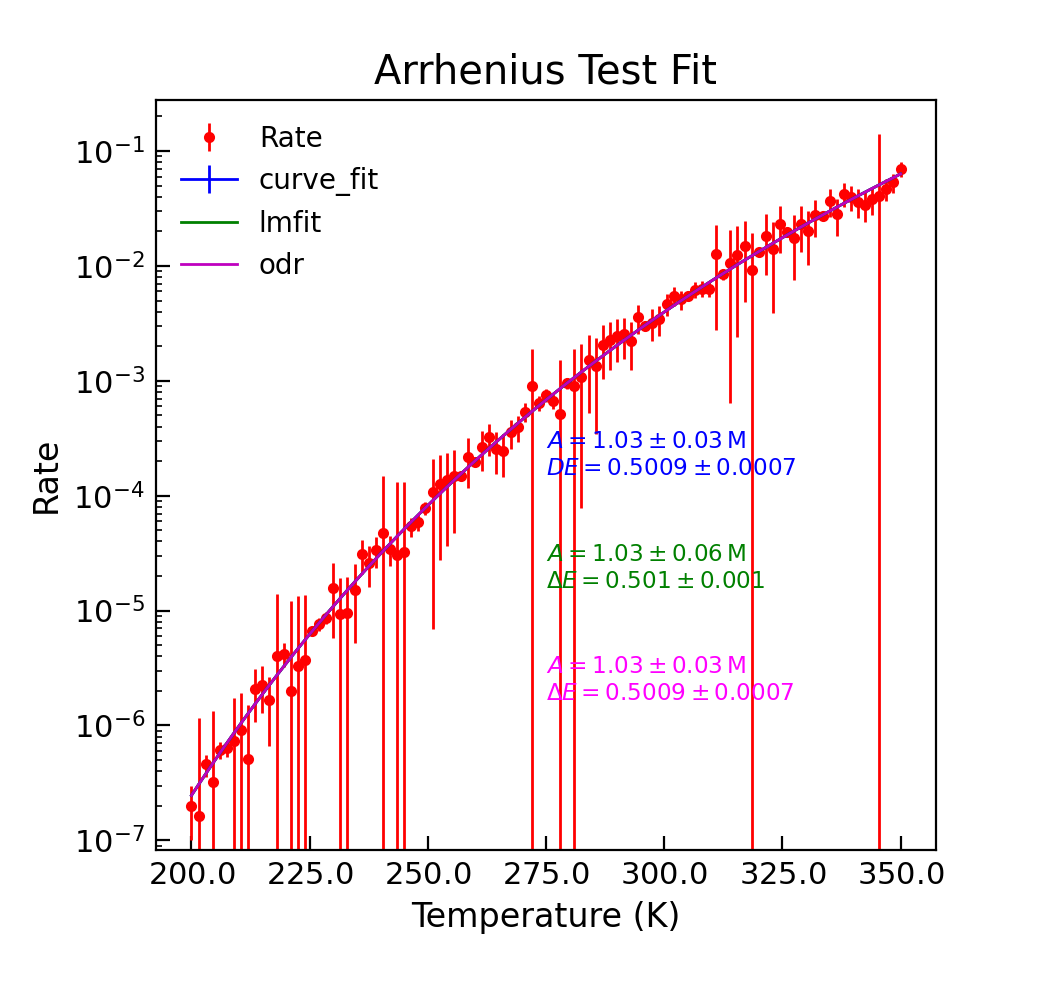 Arrhenius Test Fit
Rate
curve_fit
lmfit
odr
10⁻¹
10⁻²
10⁻³
10⁻⁴
10⁻⁵
10⁻⁶
10⁻⁷
Rate
A = 1.03 ± 0.03 M
DE = 0.5009 ± 0.0007
A = 1.03 ± 0.06 M
ΔE = 0.501 ± 0.001
A = 1.03 ± 0.03 M
ΔE = 0.5009 ± 0.0007
200.0 225.0 250.0 275.0 300.0 325.0 350.0
Temperature (K)